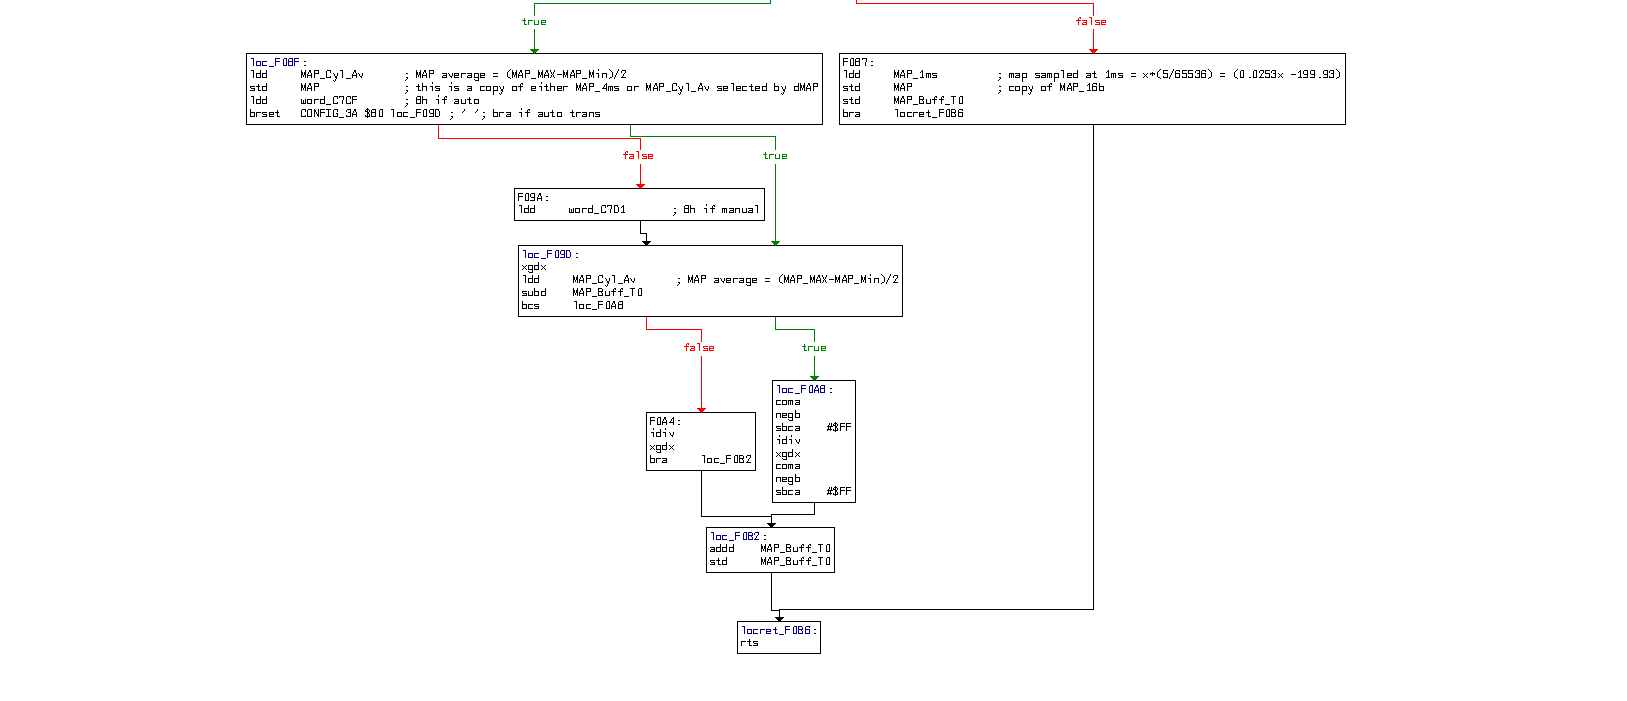 true
false
loc_F08F:
ldd MAP_Cyl_Av ; MAP average = (MAP_MAX-MAP_Min)/2
std MAP ; this is a copy of either MAP_4ms or MAP_Cyl_Av selected by dMAP
ldd word_C7CF ; 8h if auto
brset CONFIG_3A $80 loc_F09D ; ' '; bra if auto trans
F087:
ldd MAP_1ms ; map sampled at 1ms = x*(5/65536) = (0.0253x -199.93)
std MAP ; copy of MAP_16b
std MAP_Buff_T0
bra locret_F0B6
false
true
F09A:
ldd word_C7D1 ; 8h if manual
loc_F09D:
xgdx
ldd MAP_Cyl_Av ; MAP average = (MAP_MAX-MAP_Min)/2
subd MAP_Buff_T0
bcs loc_F0A8
false
true
F0A4:
idiv
xgdx
bra loc_F0B2
loc_F0A8:
coma
negb
sbca #$FF
idiv
xgdx
coma
negb
sbca #$FF
loc_F0B2:
addd MAP_Buff_T0
std MAP_Buff_T0
locret_F0B6:
rts